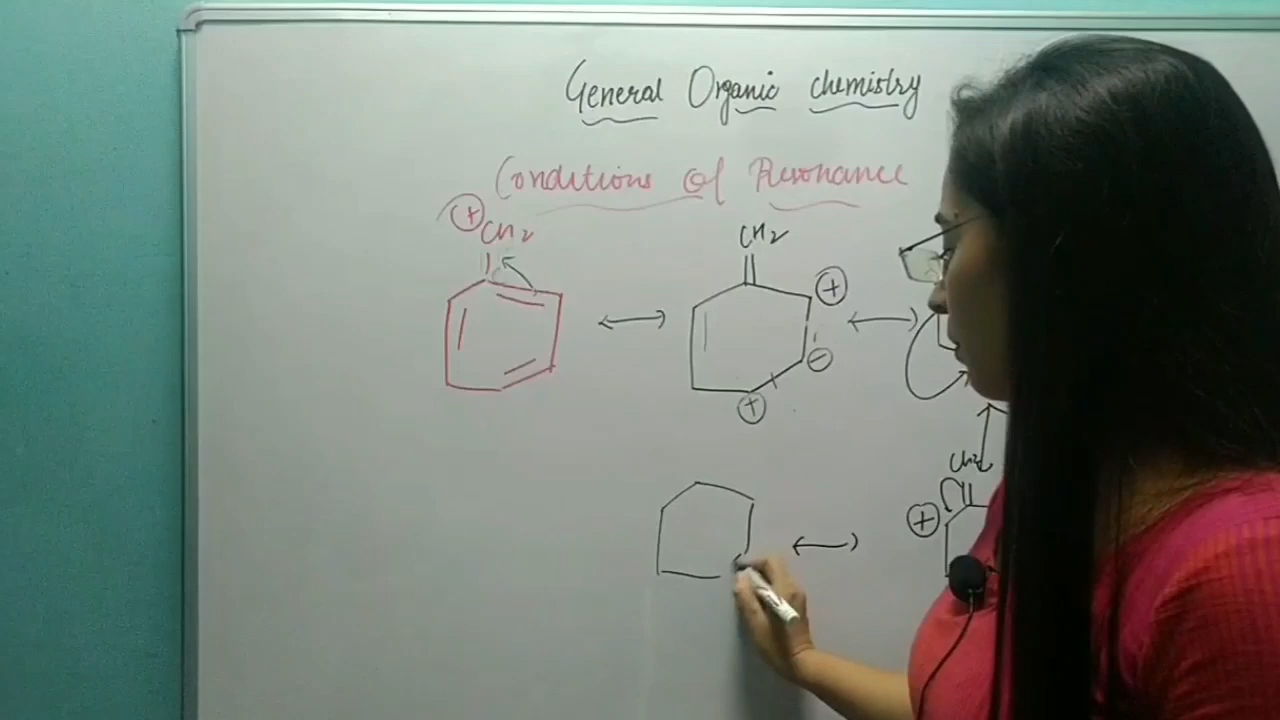 General Organic chemistry
Conditions Of Resonance
+
CH2
CH2
+
−
+
CH2
+